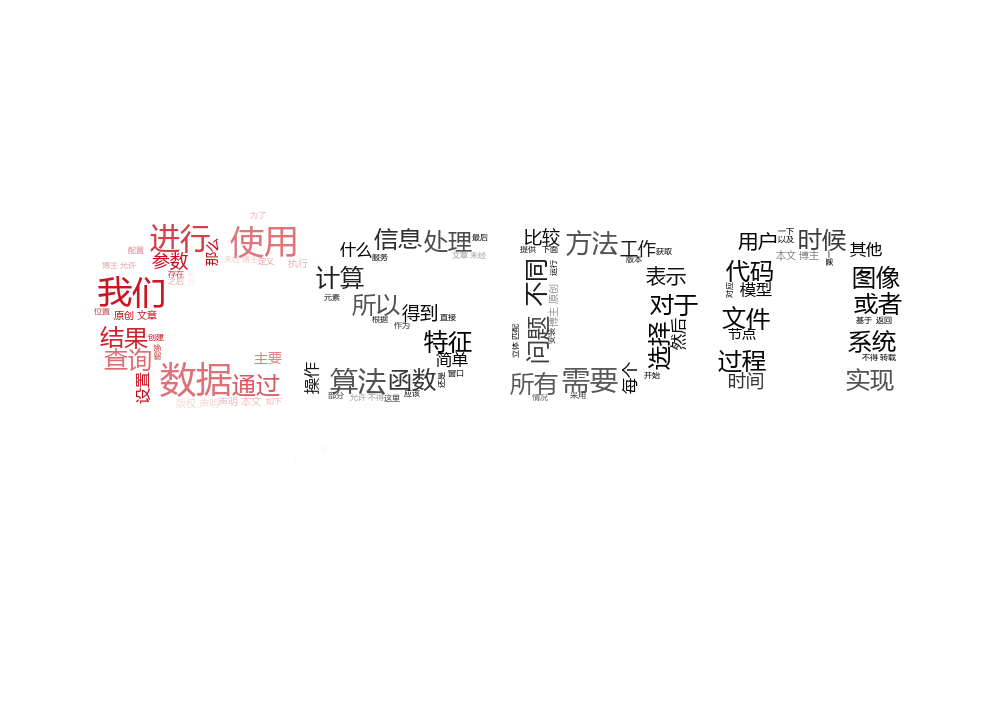 为了
进行
使用
那么
配置
参数
博主 允许
存在
之后
定义
执行
我们
位置
原创 文章
结果
创建
查询
主要
设置
数据
通过
版权 声明
声明 本文
如下
什么
信息
处理
最后
服务
文章 未经
计算
元素
所以
根据
得到
直接
作为
特征
简单
窗口
还是
操作
算法
函数
部分
允许 不得
这里
应该
比较
提供
下面
方法
工作
获取
版本
不同
运行
表示
博主 原创
对于
安装
问题
立体 匹配
选择
然后
所有
需要
每个
开始
情况
采用
用户
一下
以及
时候
其他
本文 博主
一般
代码
模型
对应
图像
或者
文件
节点
基于
返回
系统
过程
不得 转载
时间
实现